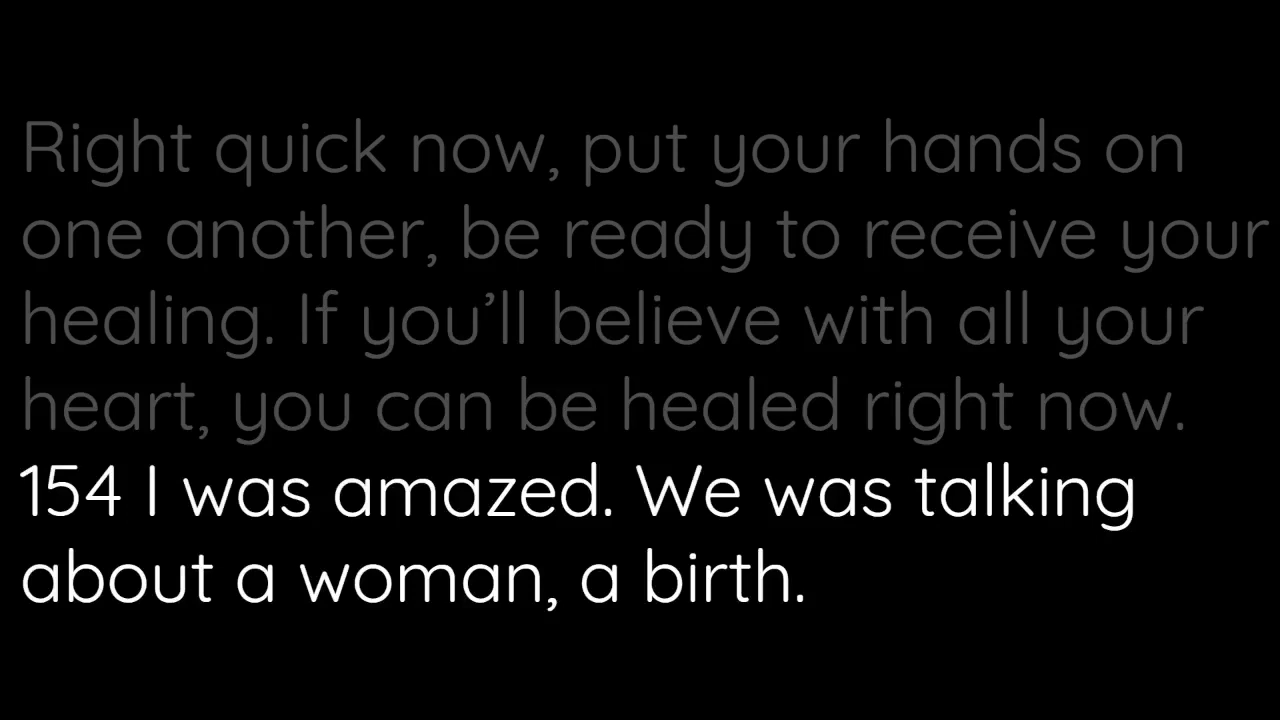 Right quick now, put your hands on
one another, be ready to receive your
healing. If you’ll believe with all your
heart, you can be healed right now.
154 I was amazed. We was talking
about a woman, a birth.